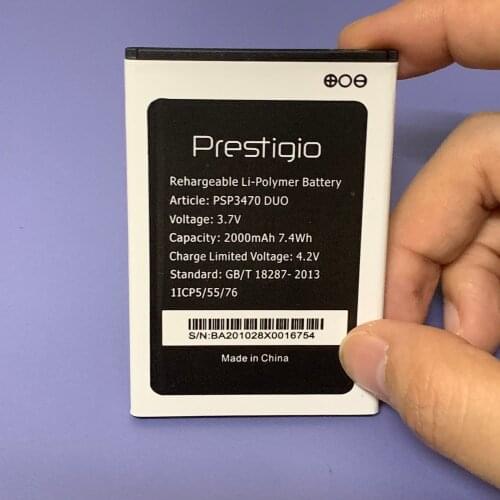 Prestigio
Rehargeable Li-Polymer Battery
Article: PSP3470 DUO
Voltage: 3.7V
Capacity: 2000mAh 7.4Wh
Charge Limited Voltage: 4.2V
Standard: GB/T 18287- 2013
1ICP5/55/76
S/N:BA201028X0016754
Made in China